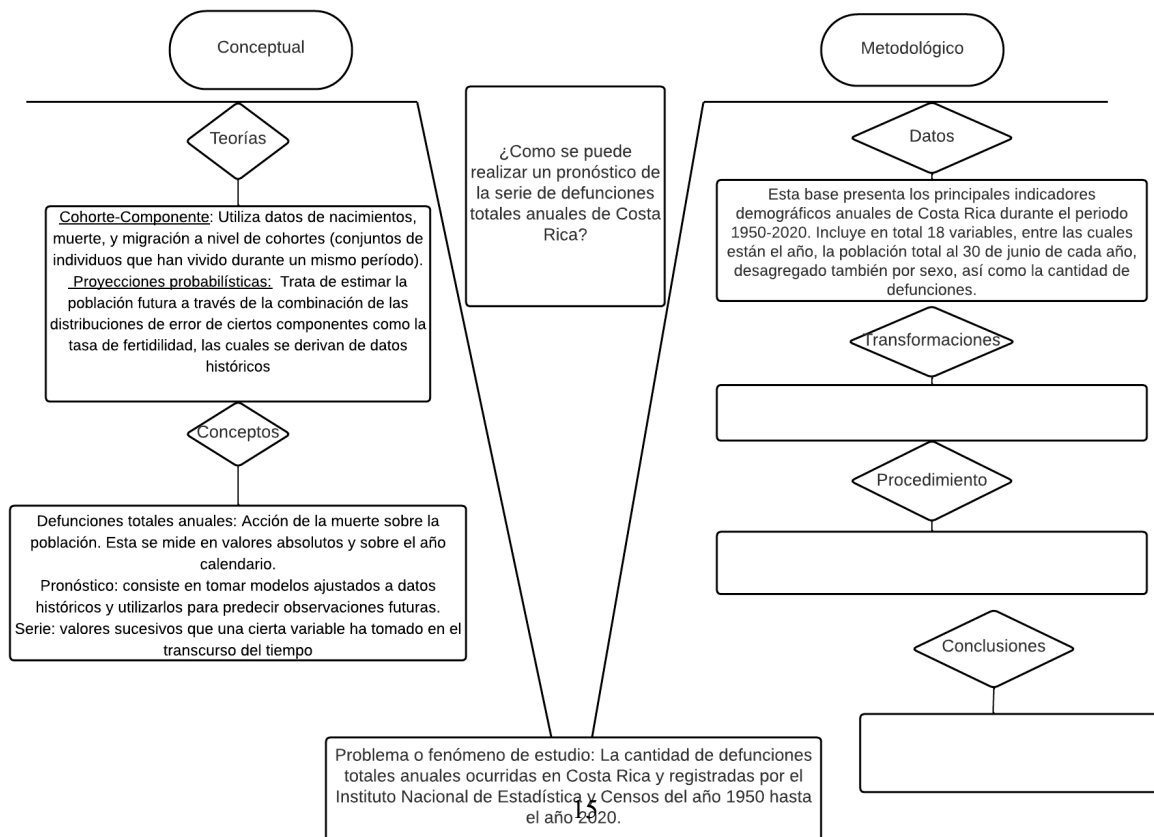 Conceptual
Teorías
Cohorte-Componente: Utiliza datos de nacimientos,
muerte, y migración a nivel de cohortes (conjuntos de
individuos que han vivido durante un mismo período).
Proyecciones probabilísticas: Trata de estimar la
población futura a través de la combinación de las
distribuciones de error de ciertos componentes como la
tasa de fertidilidad, las cuales se derivan de datos
históricos
Conceptos
Defunciones totales anuales: Acción de la muerte sobre la
población. Esta se mide en valores absolutos y sobre el año
calendario.
Pronóstico: consiste en tomar modelos ajustados a datos
históricos y utilizarlos para predecir observaciones futuras.
Serie: valores sucesivos que una cierta variable ha tomado en el
transcurso del tiempo
¿Como se puede
realizar un pronóstico de
la serie de defunciones
totales anuales de Costa
Rica?
Metodológico
Datos
Esta base presenta los principales indicadores
demográficos anuales de Costa Rica durante el periodo
1950-2020. Incluye en total 18 variables, entre las cuales
están el año, la población total al 30 de junio de cada año,
desagregado también por sexo, así como la cantidad de
defunciones.
Transformaciones
Procedimiento
Conclusiones
Problema o fenómeno de estudio: La cantidad de defunciones
totales anuales ocurridas en Costa Rica y registradas por el
Instituto Nacional de Estadística y Censos del año 1950 hasta
el año 2020.
15